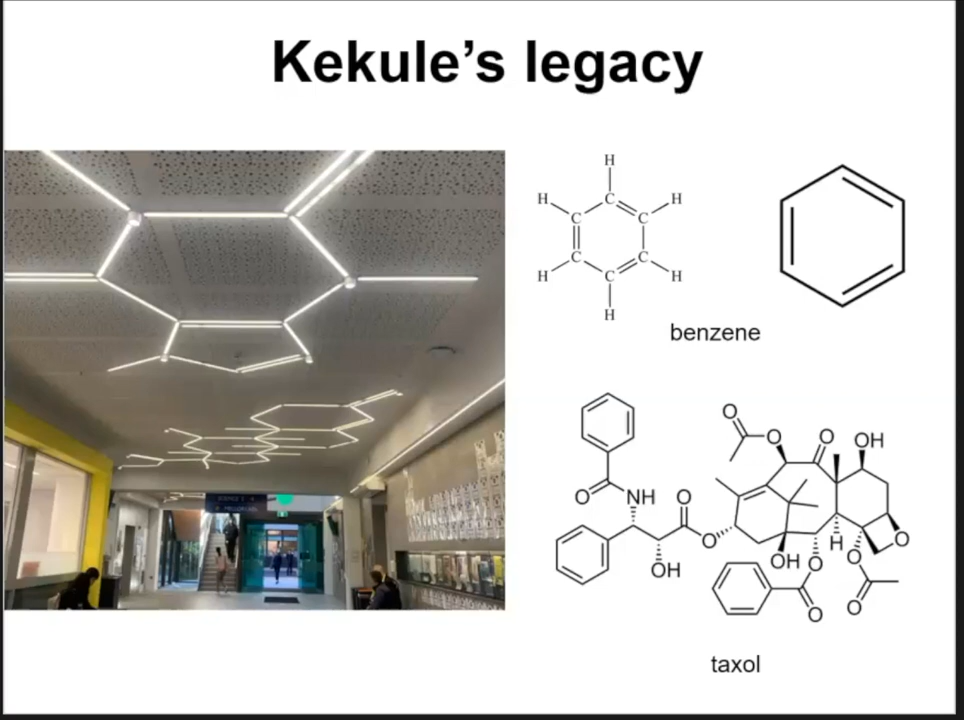 Kekule’s legacy
H
H C H
C C
C C
H C H
H
benzene
O O O OH
O NH O
O H O
OH OH O O
O O
taxol